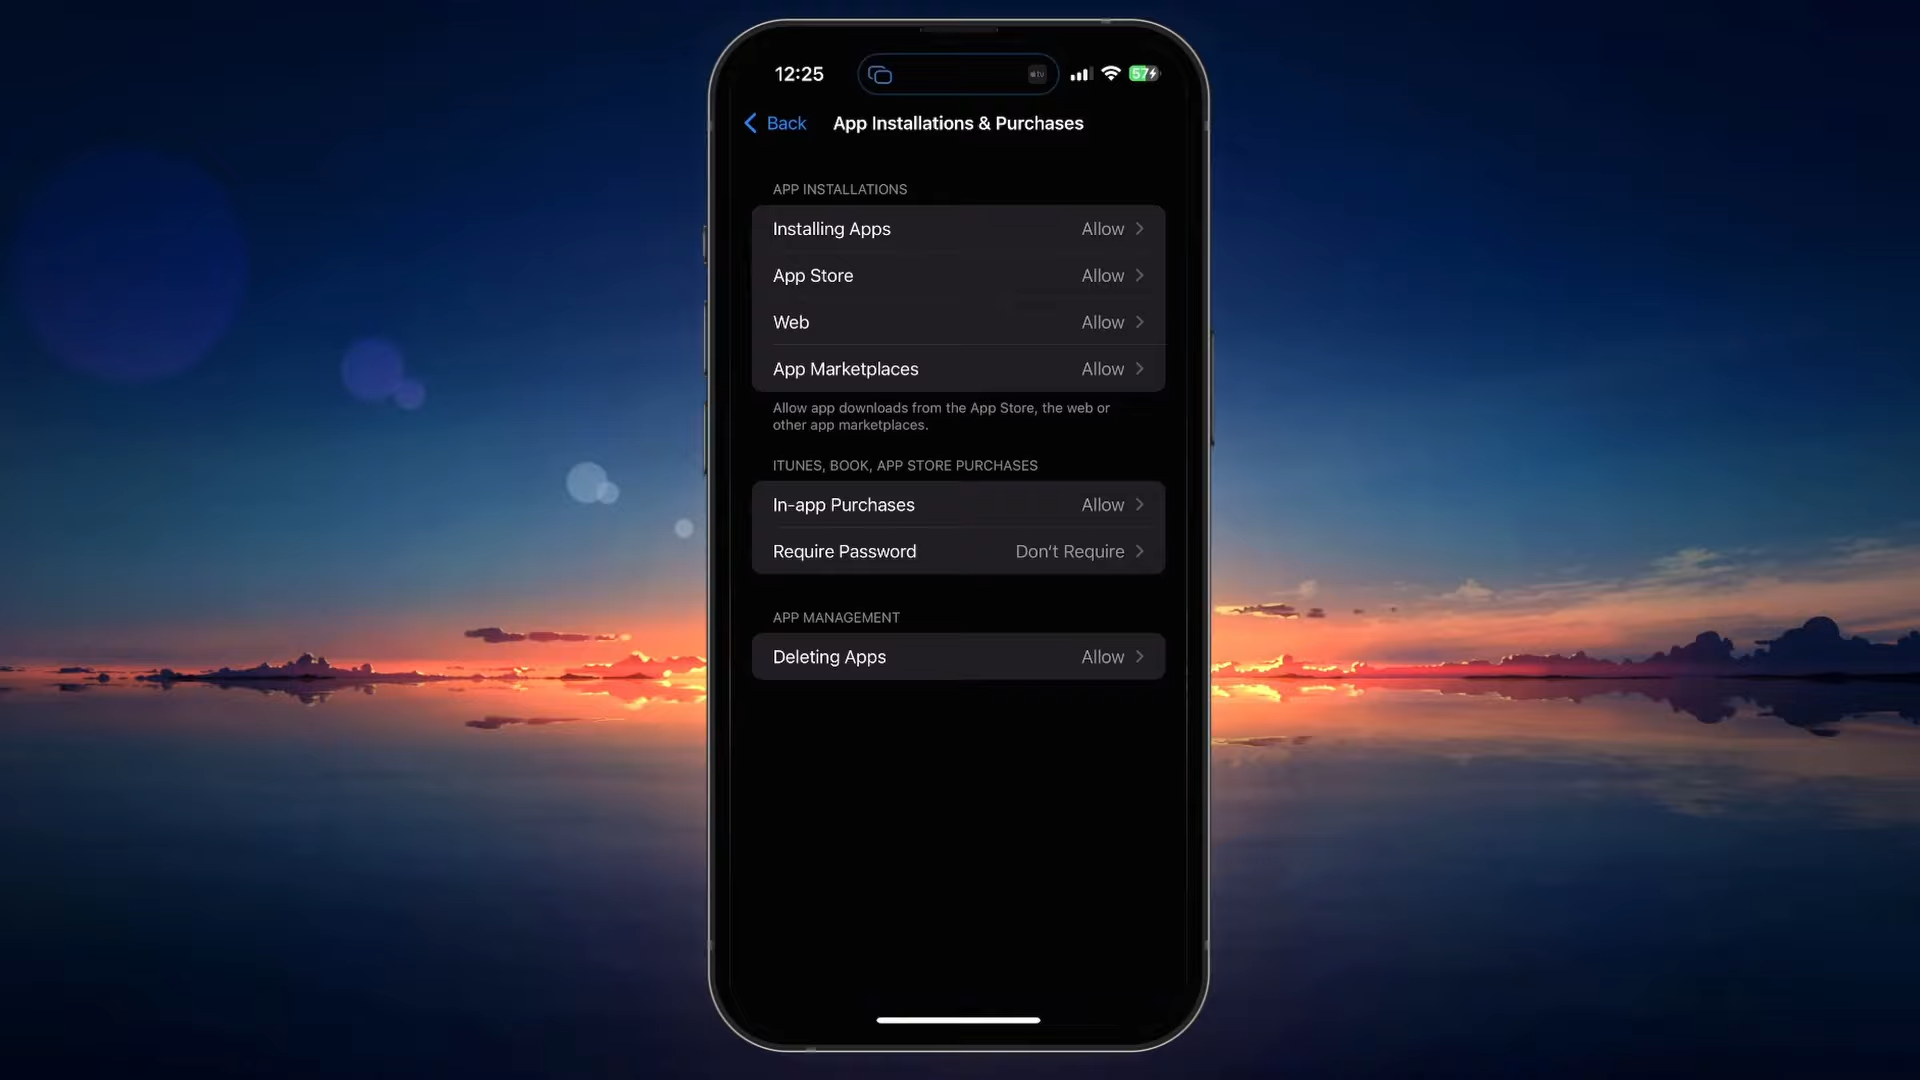 12:25
tv
57
Back
App Installations & Purchases
APP INSTALLATIONS
Installing Apps Allow
App Store Allow
Web Allow
App Marketplaces Allow
Allow app downloads from the App Store, the web or
other app marketplaces.
ITUNES, BOOK, APP STORE PURCHASES
In-app Purchases Allow
Require Password Don't Require
APP MANAGEMENT
Deleting Apps Allow